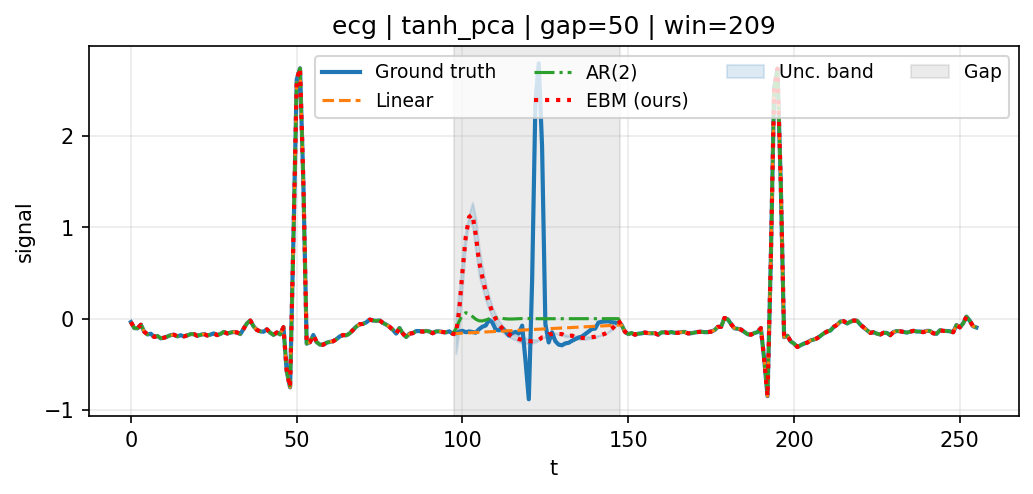 ecg | tanh_pca | gap=50 | win=209
Ground truth
Linear
AR(2)
EBM (ours)
Unc. band
Gap
signal
2
1
0
−1
0
50
100
150
200
250
t